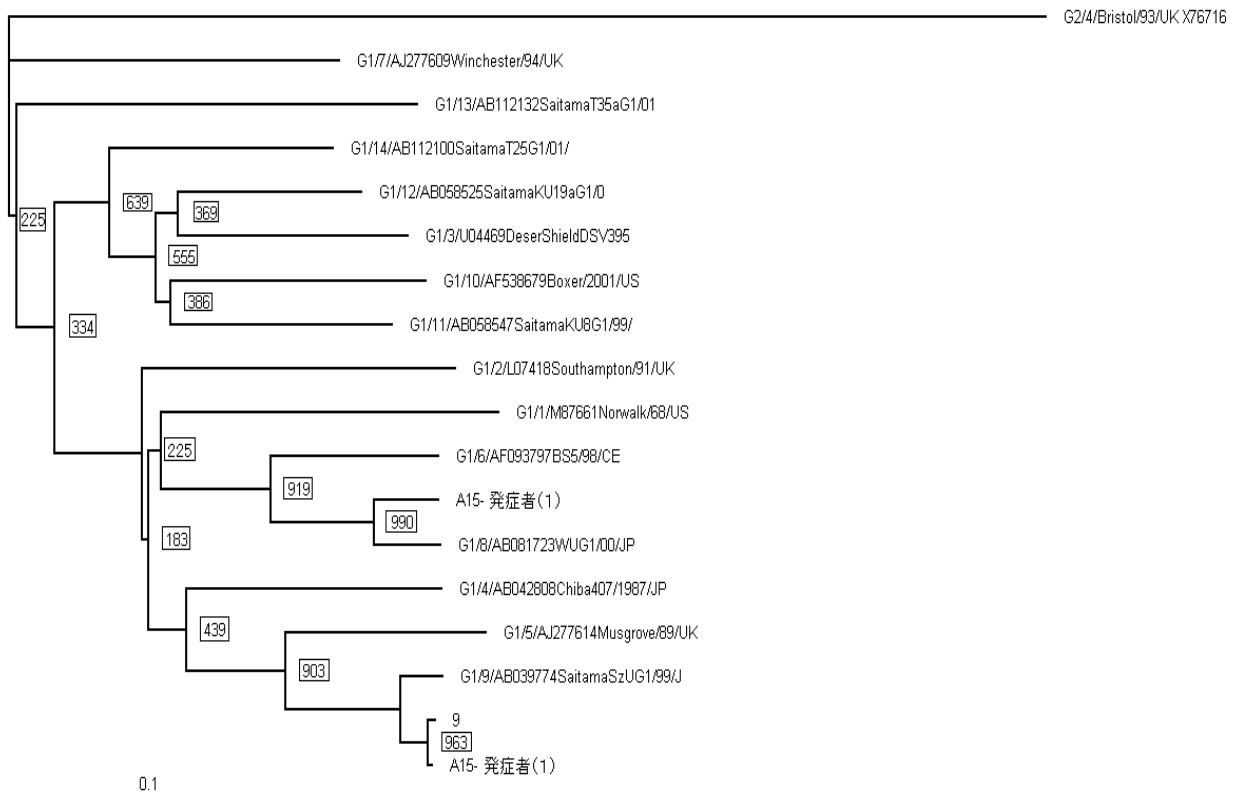 G2/4/Bristol/93/UK X76716
G1/7/AJ277609Winchester/94/UK
G1/13/AB112132SaitamaT35aG1/01
G1/14/AB112100SaitamaT25G1/01/
G1/12/AB058525SaitamaKU19aG1/0
639
369
225
G1/3/U04469DeserShieldDSV395
555
G1/10/AF538679Boxer/2001/US
386
334
G1/11/AB058547SaitamaKU8G1/99/
G1/2/L07418Southampton/91/UK
G1/1/M87661Norwalk/68/US
225
G1/6/AF093797BS5/98/CE
919
A15- 発症者(1)
990
183
G1/8/AB081723WUG1/00/JP
G1/4/AB042808Chiba407/1987/JP
439
G1/5/AJ277614Musgrove/89/UK
903
G1/9/AB039774SaitamaSzUG1/99/J
9
963
A15- 発症者(1)
0.1